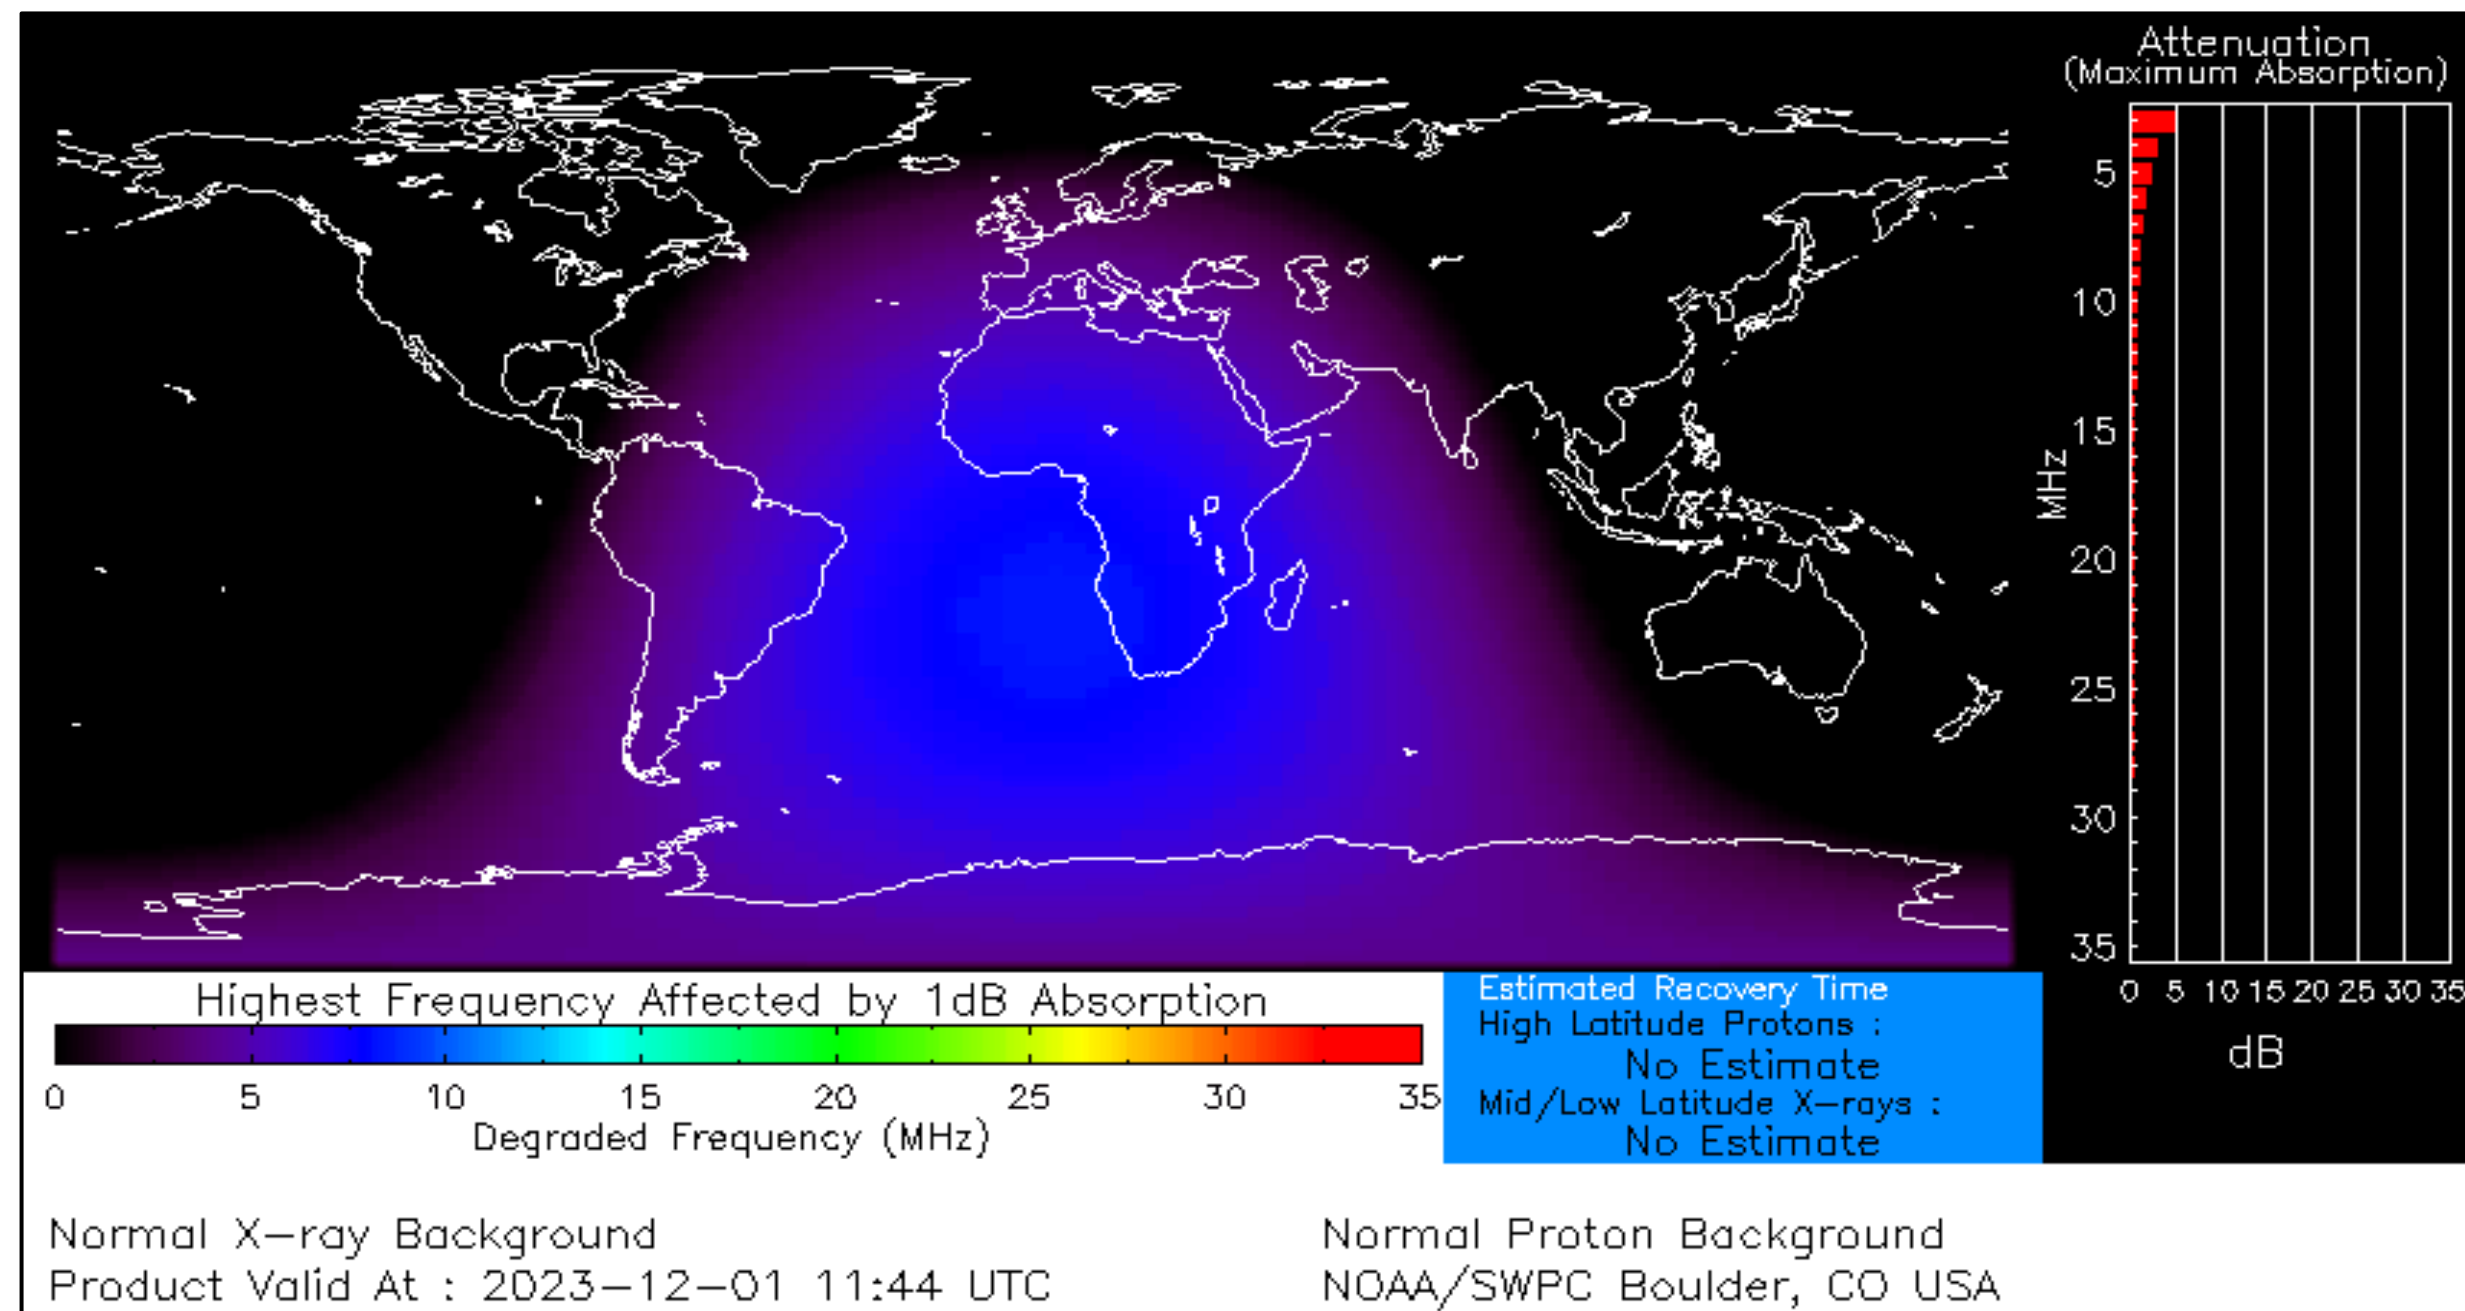 Attenuation
(Maximum Absorption)
5
10
15
20
25
30
35
MHz
0 5 10 15 20 25 30 35
dB
Highest Frequency Affected by 1dB Absorption
0 5 10 15 20 25 30 35
Degraded Frequency (MHz)
Estimated Recovery Time
High Latitude Protons :
No Estimate
Mid/Low Latitude X-rays :
No Estimate
Normal X-ray Background
Product Valid At : 2023-12-01 11:44 UTC
Normal Proton Background
NOAA/SWPC Boulder, CO USA